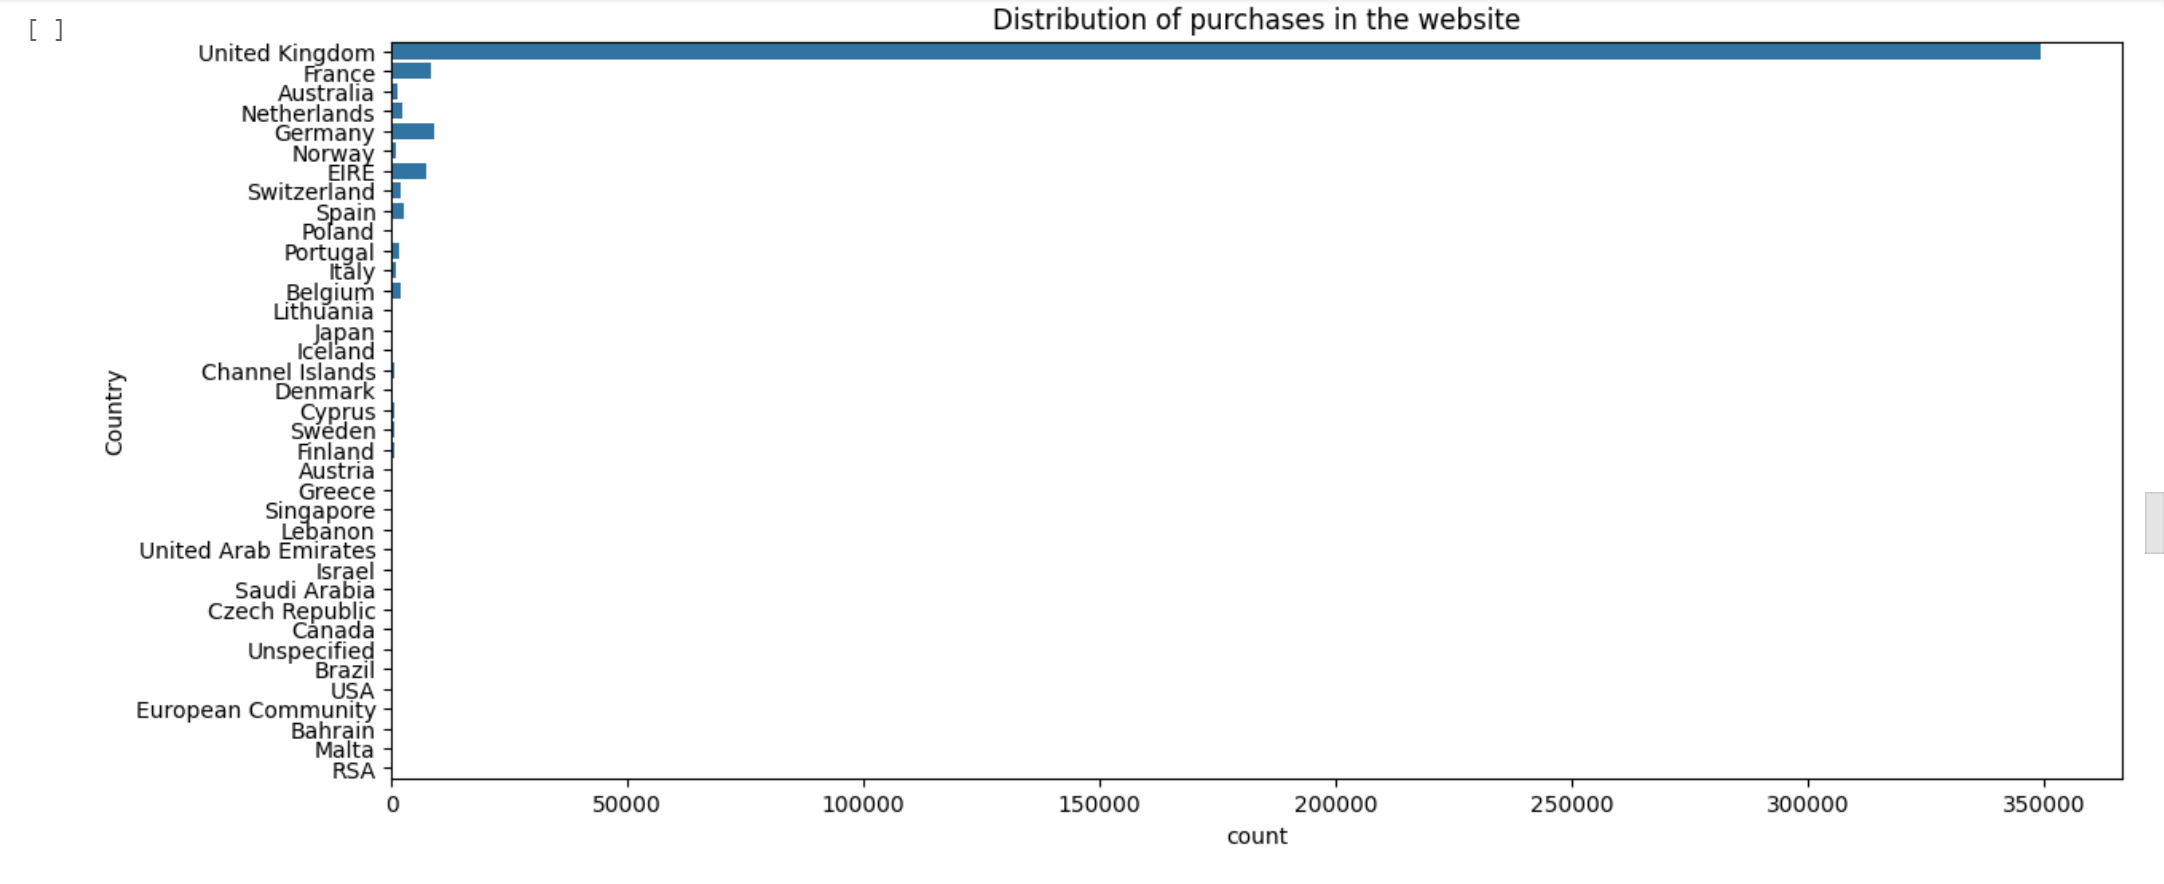 [ ]
Distribution of purchases in the website
United Kingdom
France
Australia
Netherlands
Germany
Norway
EIRE
Switzerland
Spain
Poland
Portugal
Italy
Belgium
Lithuania
Japan
Iceland
Channel Islands
Denmark
Cyprus
Sweden
Finland
Austria
Greece
Singapore
Lebanon
United Arab Emirates
Israel
Saudi Arabia
Czech Republic
Canada
Unspecified
Brazil
USA
European Community
Bahrain
Malta
RSA
Country
0 50000 100000 150000 200000 250000 300000 350000
count